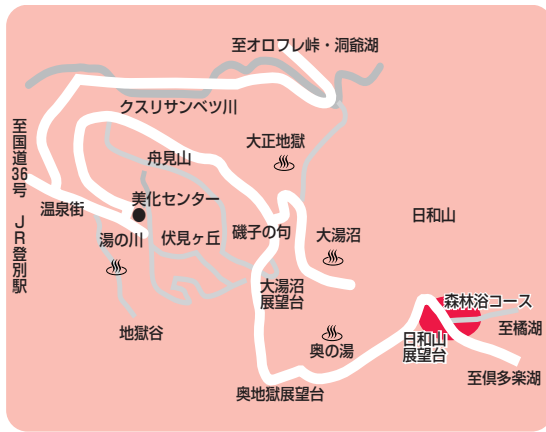 至オロフレ峠・洞爺湖
クスリサンベツ川
至国道36号 JR登別駅
大正地獄
舟見山
美化センター
温泉街
日和山
湯の川
伏見ヶ丘
磯子の句
大湯沼
大湯沼
展望台
森林浴コース
地獄谷
至橘湖
日和山
展望台
奥の湯
至倶多楽湖
奥地獄展望台